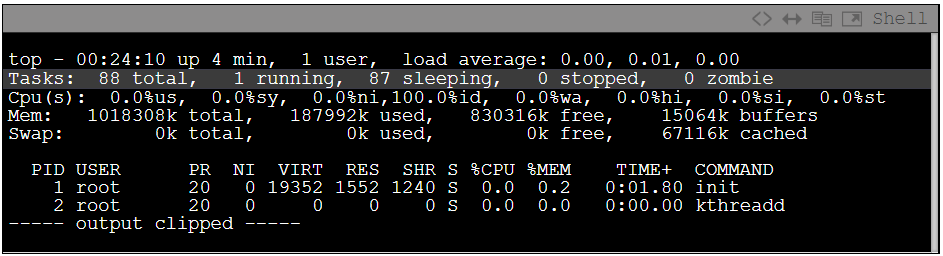 Shell
top - 00:24:10 up 4 min,  1 user,  load average: 0.00, 0.01, 0.00
Tasks:  88 total,   1 running,  87 sleeping,   0 stopped,   0 zombie
Cpu(s):  0.0%us,  0.0%sy,  0.0%ni,100.0%id,  0.0%wa,  0.0%hi,  0.0%si,  0.0%st
Mem:   1018308k total,   187992k used,   830316k free,    15064k buffers
Swap:        0k total,        0k used,        0k free,    67116k cached
  PID USER      PR  NI  VIRT  RES  SHR S %CPU %MEM    TIME+  COMMAND
    1 root      20   0 19352 1552 1240 S  0.0  0.2   0:01.80 init
    2 root      20   0     0    0    0 S  0.0  0.0   0:00.00 kthreadd
----- output clipped -----